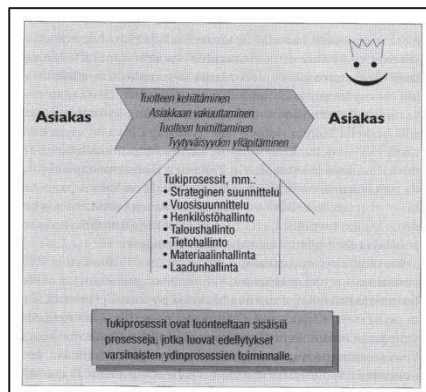 Tuotteen kehittäminen
Asiakkaan vakuuttaminen
Asiakas
Tuotteen toimittaminen
Asiakas
Tyytyväisyyden ylläpitäminen
Tukiprosessit, mm.:
• Strateginen suunnittelu
• Vuosisuunnittelu
• Henkilöstöhallinto
• Taloushallinto
• Tietohallinto
• Materiaalinhallinta
• Laadunhallinta
Tukiprosessit ovat luonteeltaan sisäisiä
prosesseja, jotka luovat edellytykset
varsinaisten ydinprosessien toiminnalle.